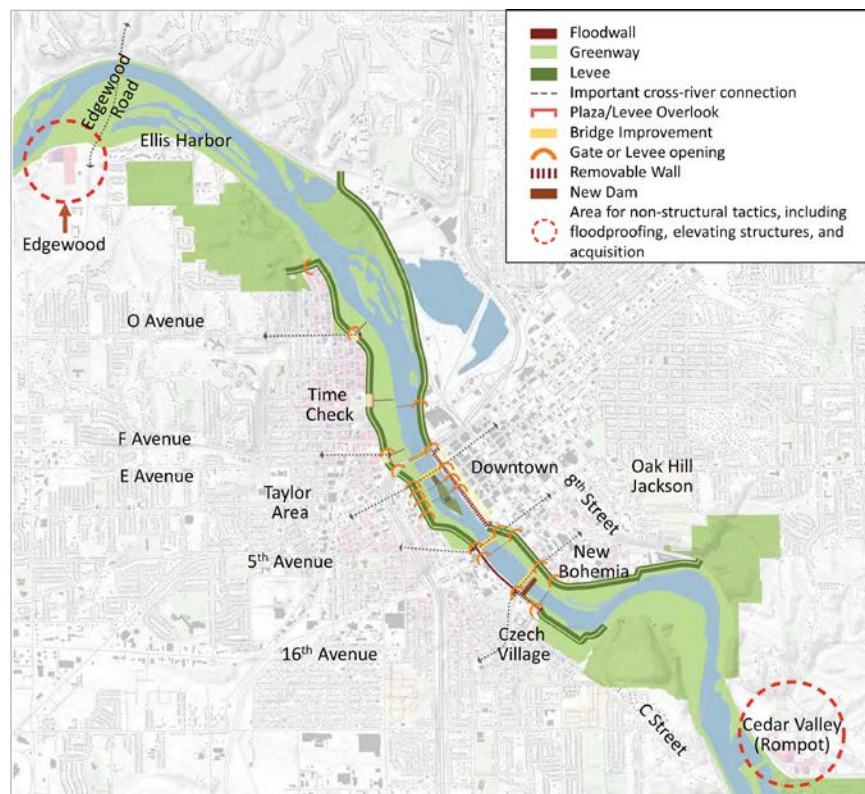 Floodwall
Greenway
Levee
Important cross-river connection
Plaza/Levee Overlook
Bridge Improvement
Gate or Levee opening
Removable Wall
New Dam
Area for non-structural tactics, including
floodproofing, elevating structures, and
acquisition
Edgewood
Road
Ellis Harbor
Edgewood
O Avenue
Time
Check
F Avenue
E Avenue
Downtown
Oak Hill
Jackson
Taylor
Area
8th Street
5th Avenue
New
Bohemia
16th Avenue
Czech
Village
C Street
Cedar Valley
(Rompot)